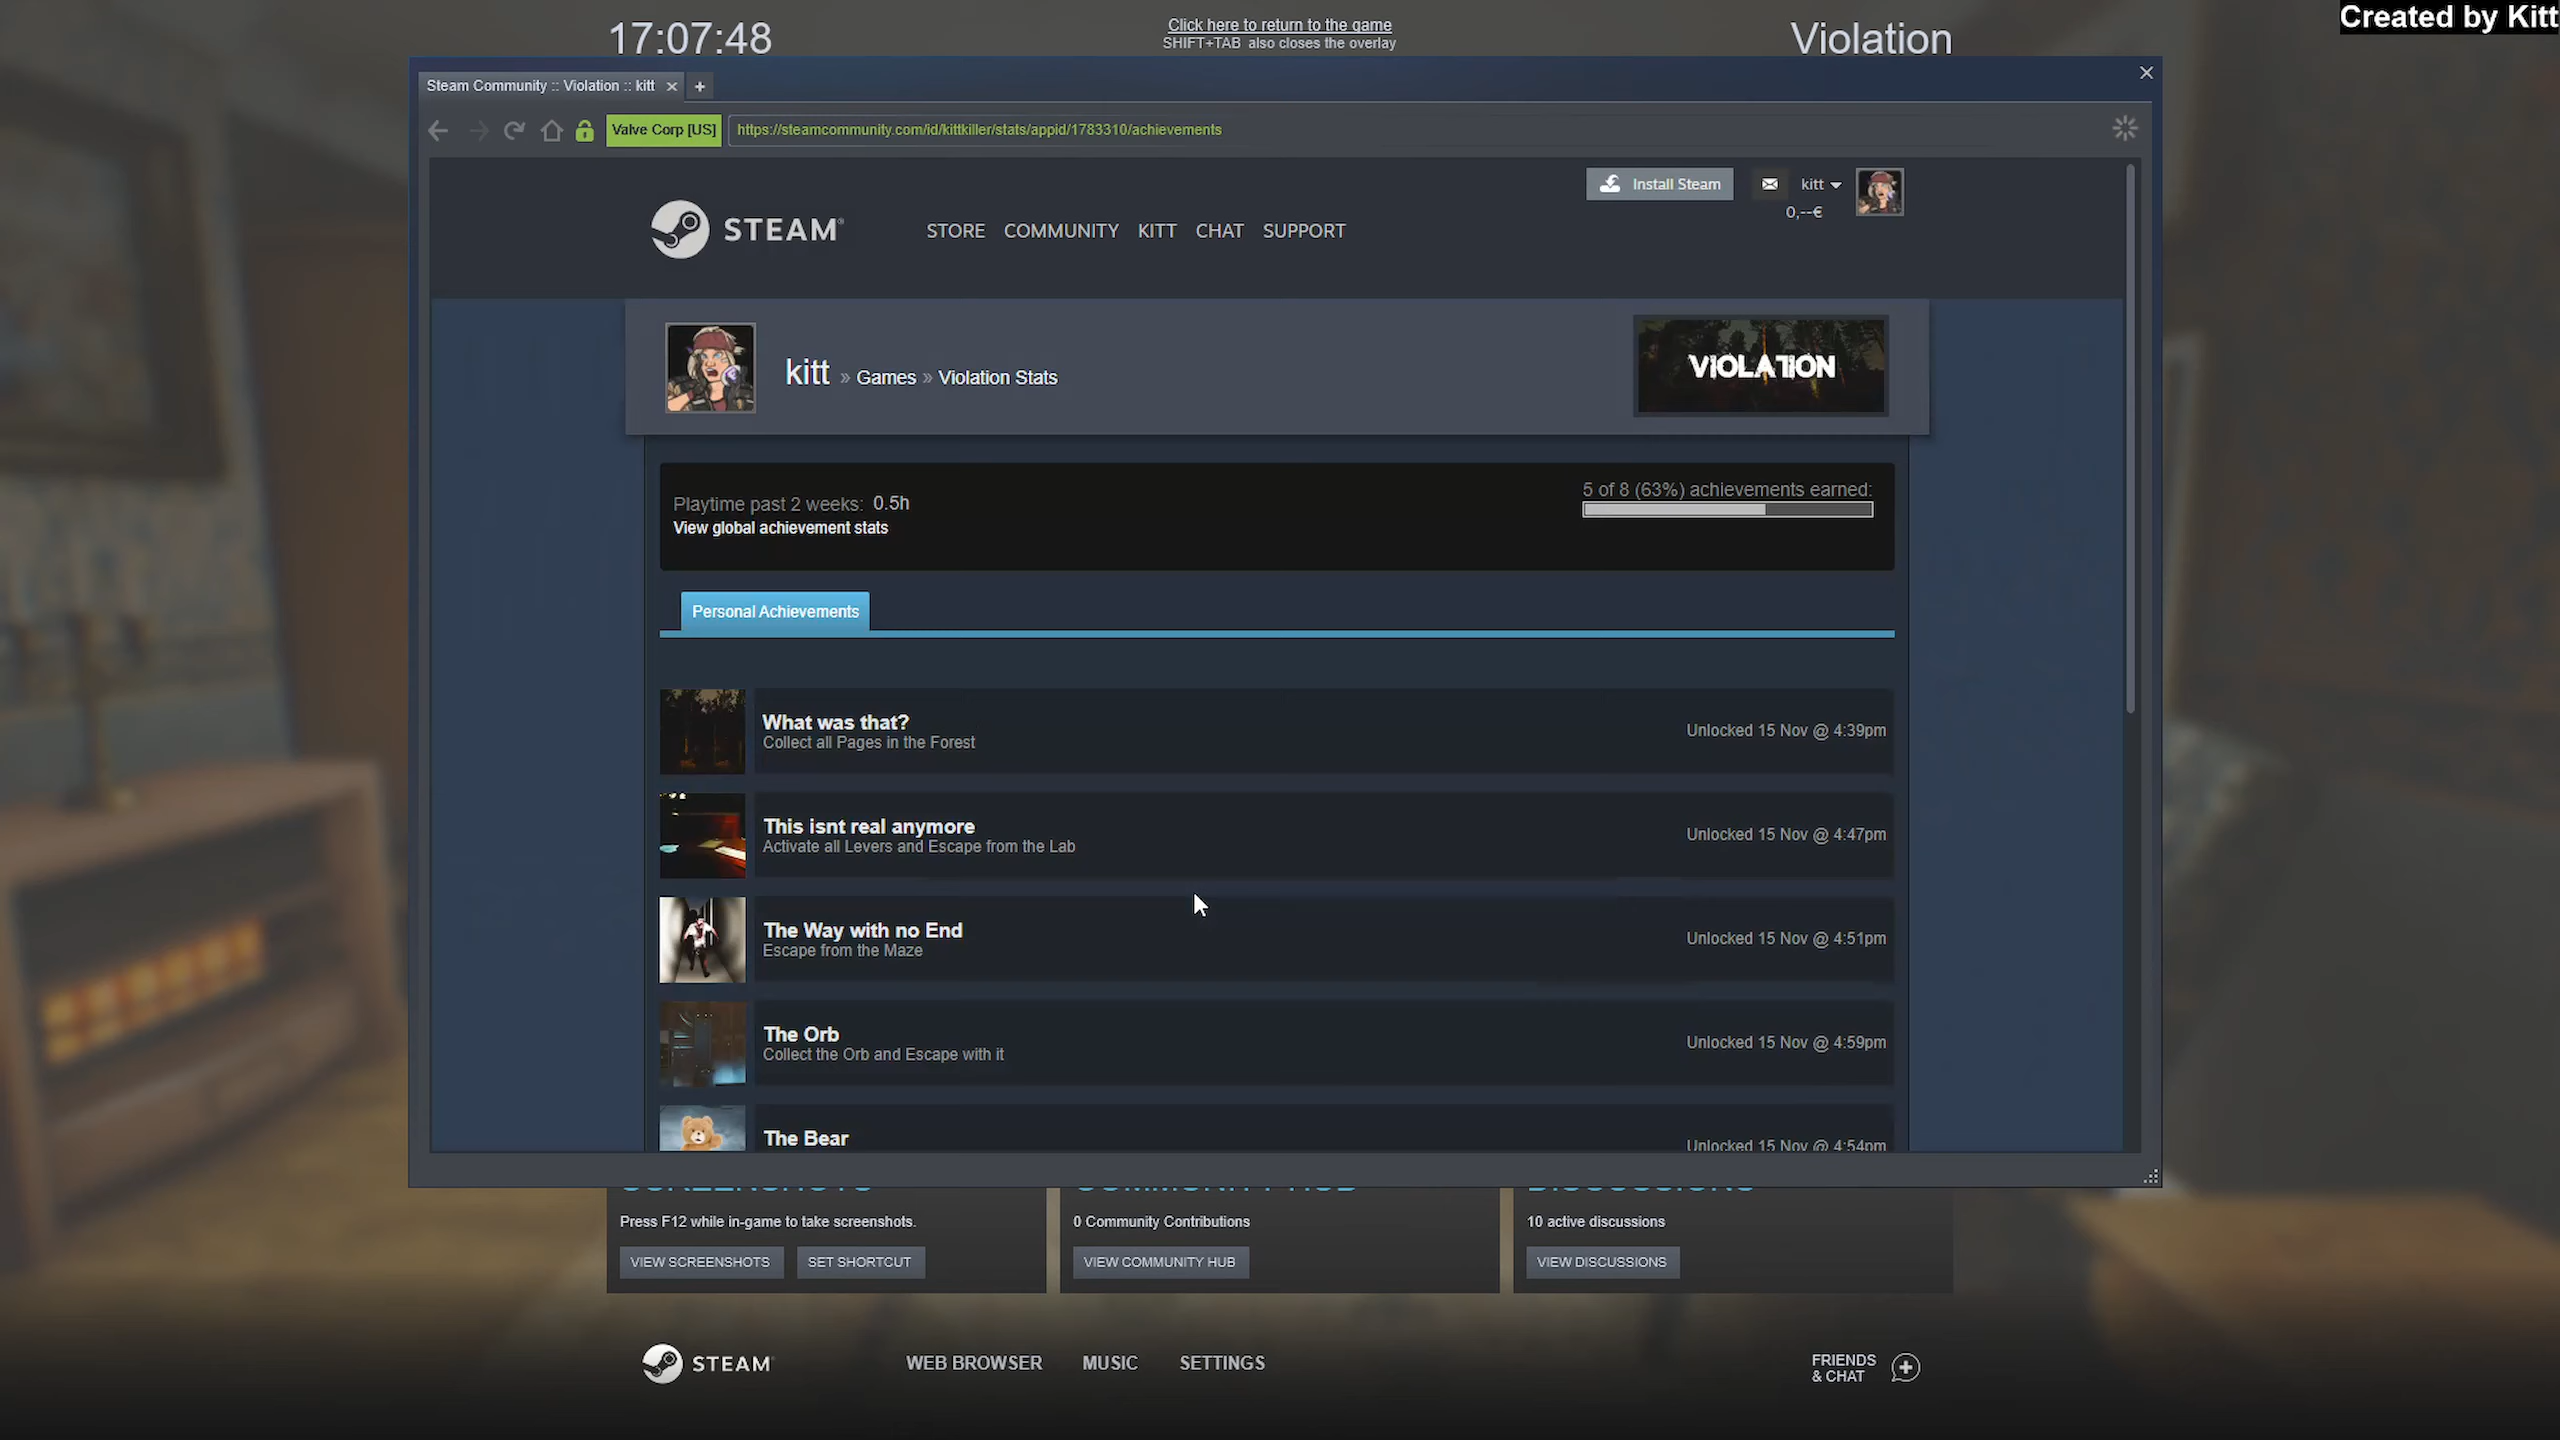 17:07:48
Click here to return to the game
SHIFT+TAB also closes the overlay
Violation
Created by Kitt
Steam Community :: Violation :: kitt
Valve Corp [US]
https://steamcommunity.com/id/kittkiller/stats/appid/1783310/achievements
Install Steam
kitt
0,--€
STEAM
STORE COMMUNITY KITT CHAT SUPPORT
kitt » Games » Violation Stats
VIOLATION
Playtime past 2 weeks: 0.5h
View global achievement stats
5 of 8 (63%) achievements earned:
Personal Achievements
What was that?
Collect all Pages in the Forest
Unlocked 15 Nov @ 4:39pm
This isnt real anymore
Activate all Levers and Escape from the Lab
Unlocked 15 Nov @ 4:47pm
The Way with no End
Escape from the Maze
Unlocked 15 Nov @ 4:51pm
The Orb
Collect the Orb and Escape with it
Unlocked 15 Nov @ 4:59pm
The Bear
Unlocked 15 Nov @ 4:54pm
SCREENSHOTS
COMMUNITY HUB
DISCUSSIONS
Press F12 while in-game to take screenshots.
0 Community Contributions
10 active discussions
VIEW SCREENSHOTS
SET SHORTCUT
VIEW COMMUNITY HUB
VIEW DISCUSSIONS
STEAM
WEB BROWSER
MUSIC
SETTINGS
FRIENDS
& CHAT